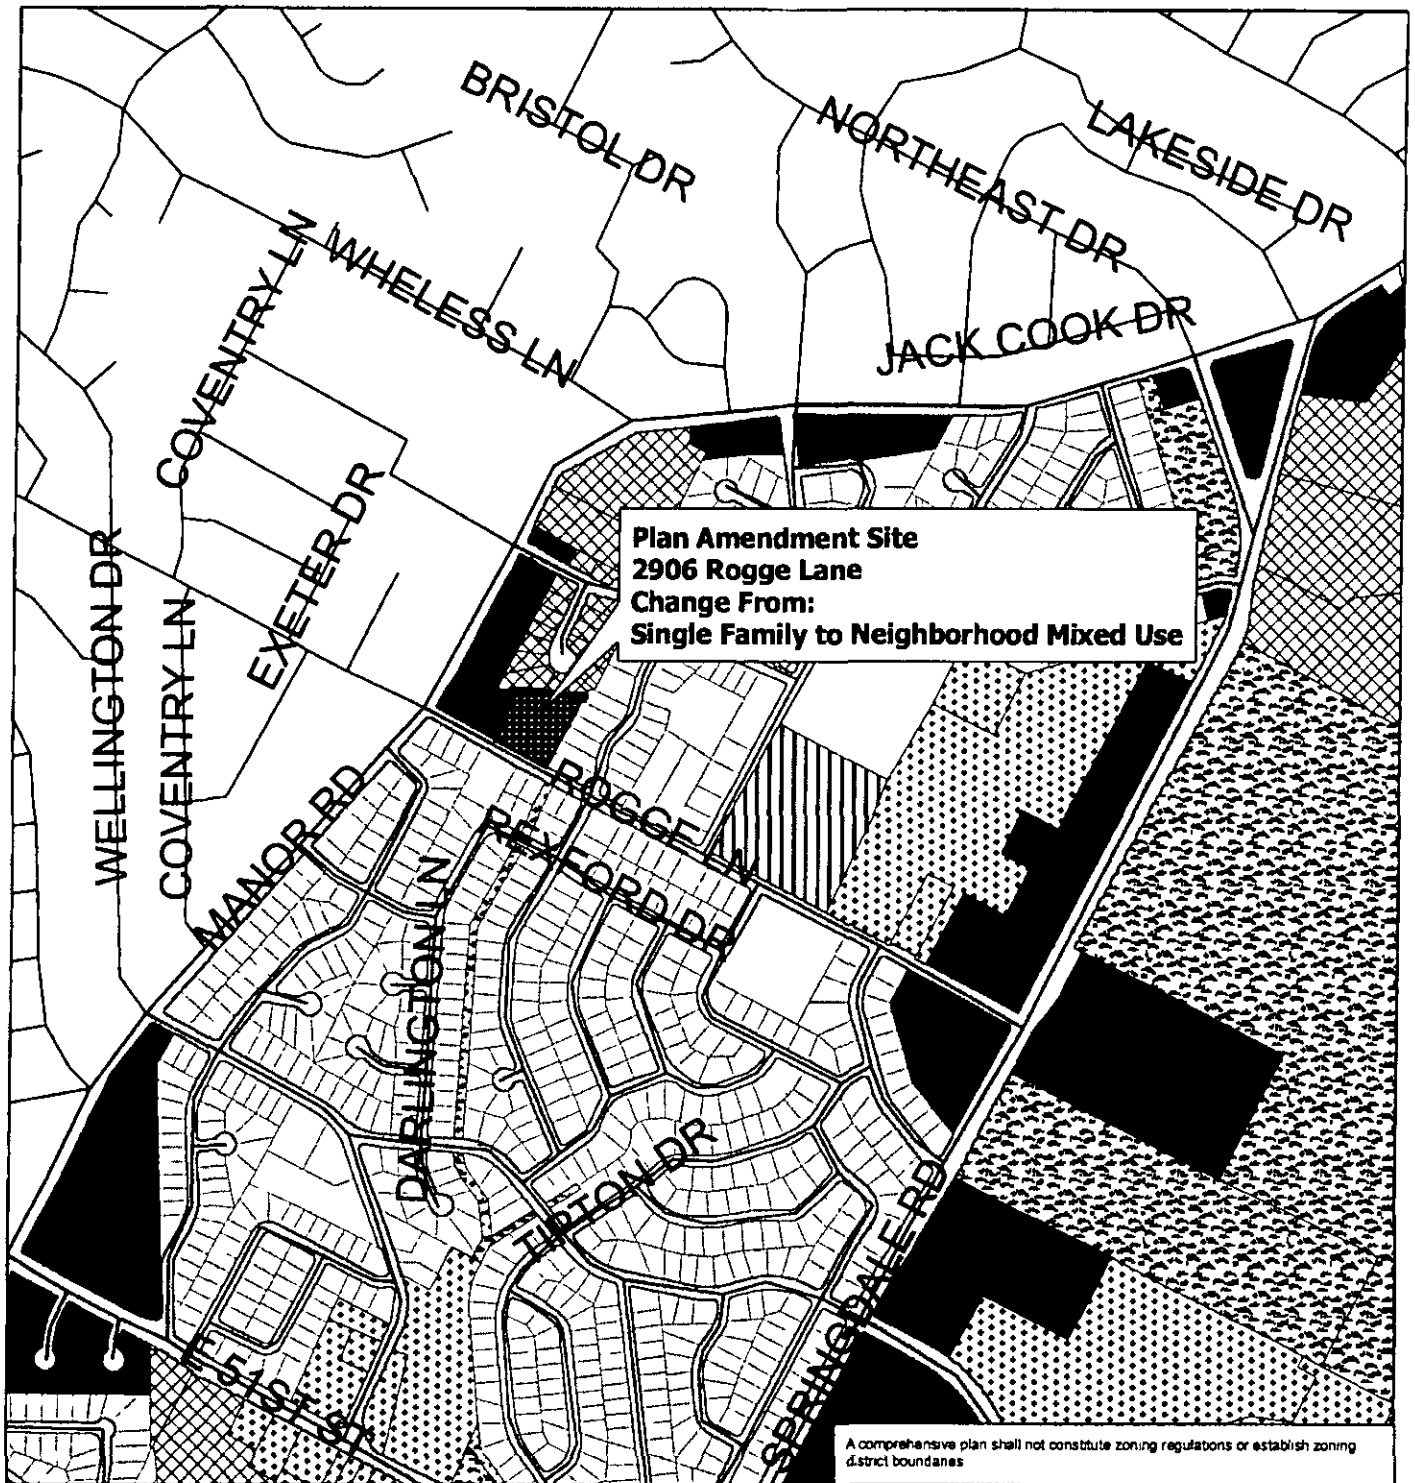 BRISTOL DR
NORTHEAST DR
LAKESIDE DR
COVENTRY LN
WHELESS LN
JACK COOK DR
EXETER DR
WELLINGTON DR
COVENTRY LN
Plan Amendment Site
2906 Rogge Lane
Change From:
Single Family to Neighborhood Mixed Use
MANOR RD
ROGGE LN
REXFORD DR
DARLINGTON LN
TIPTON DR
SPRINGDALE RD
E 51ST ST
A comprehensive plan shall not constitute zoning regulations or establish zoning
district boundaries